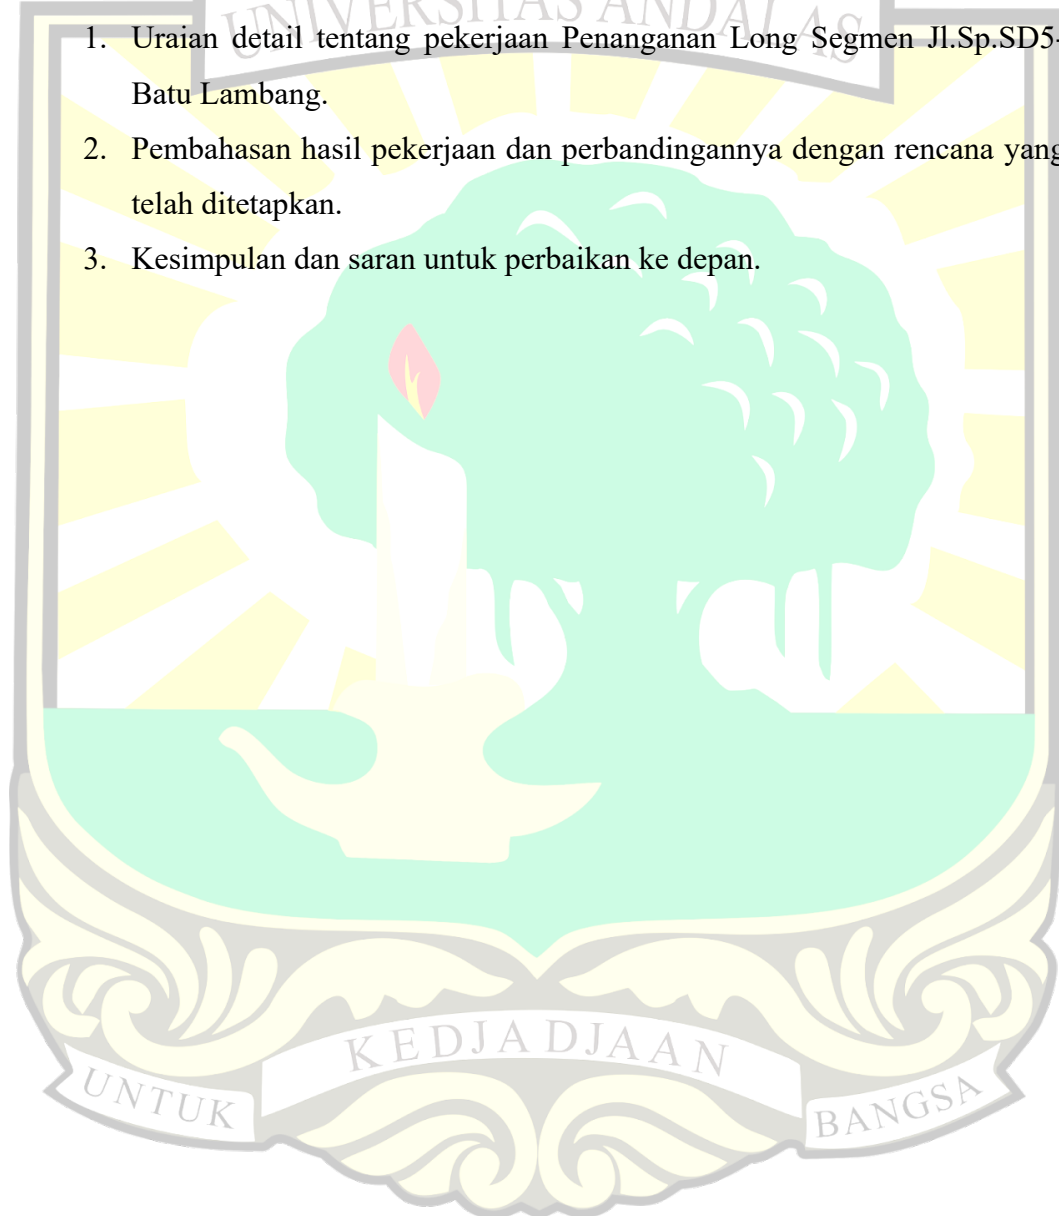 UNIVERSITAS ANDALAS
1. Uraian detail tentang pekerjaan Penanganan Long Segmen Jl.Sp.SD5-
Batu Lambang.
2. Pembahasan hasil pekerjaan dan perbandingannya dengan rencana yang
telah ditetapkan.
3. Kesimpulan dan saran untuk perbaikan ke depan.
KEDJADJAAN
UNTUK
BANGSA